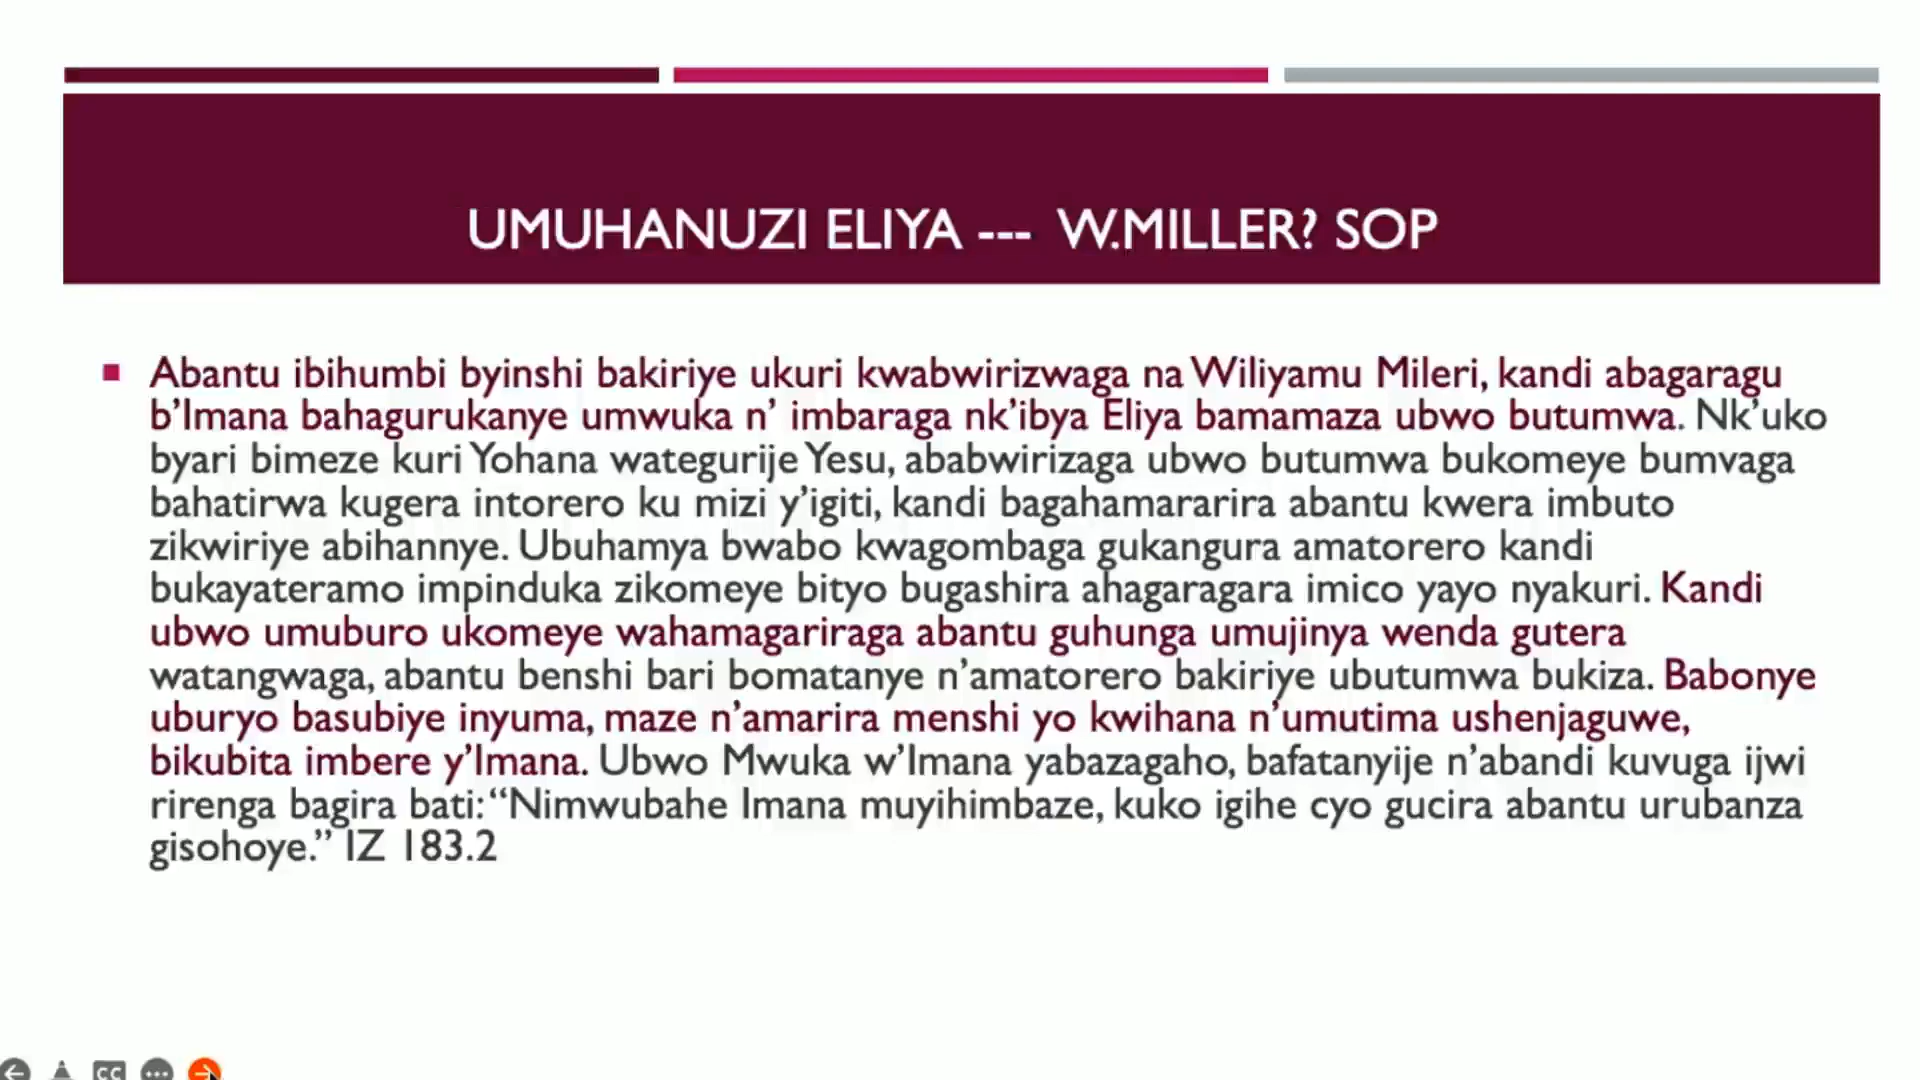 UMUHANUZI ELIYA --- W.MILLER? SOP
Abantu ibihumbi byinshi bakiriye ukuri kwabwirizwaga na Wiliyamu Mileri, kandi abagaragu
b’Imana bahagurukanye umwuka n’ imbaraga nk’ibya Eliya bamamaza ubwo butumwa. Nk’uko
byari bimeze kuri Yohana wategurije Yesu, ababwirizaga ubwo butumwa bukomeye bumvaga
bahatirwa kugera intorero ku mizi y’igiti, kandi bagahamararira abantu kwera imbuto
zikwiriye abihannye. Ubuhamya bwabo kwagombaga gukangura amatorero kandi
bukayateramo impinduka zikomeye bityo bugashira ahagaragara imico yayo nyakuri. Kandi
ubwo umuburo ukomeye wahamagariraga abantu guhunga umujinya wenda gutera
watangwaga, abantu benshi bari bomatanye n’amatorero bakiriye ubutumwa bukiza. Babonye
uburyo basubiye inyuma, maze n’amarira menshi yo kwihana n’umutima ushenjaguwe,
bikubita imbere y’Imana. Ubwo Mwuka w’Imana yabazagaho, bafatanyije n’abandi kuvuga ijwi
rirenga bagira bati: “Nimwubahe Imana muyihimbaze, kuko igihe cyo gucira abantu urubanza
gisohoye.” IZ 183.2
CC